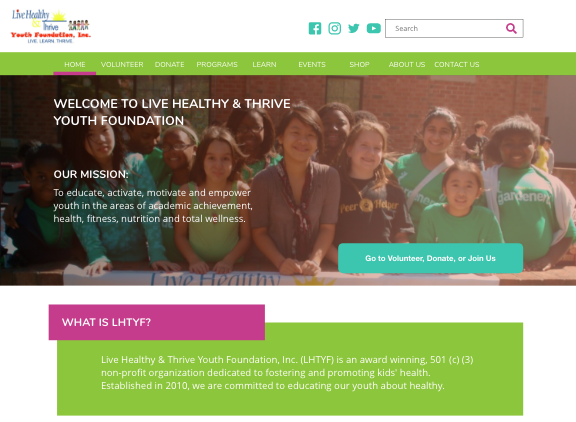 Live Healthy
&
Thrive
Youth Foundation, Inc.
LIVE, LEARN, THRIVE
Search
HOME VOLUNTEER DONATE PROGRAMS LEARN EVENTS SHOP ABOUT US CONTACT US
WELCOME TO LIVE HEALTHY & THRIVE
YOUTH FOUNDATION
OUR MISSION:
To educate, activate, motivate and empower
youth in the areas of academic achievement,
health, fitness, nutrition and total wellness.
Peer Helper
gardener
Go to Volunteer, Donate, or Join Us
Live Healthy
WHAT IS LHTYF?
Live Healthy & Thrive Youth Foundation, Inc. (LHTYF) is an award winning, 501 (c) (3)
non-profit organization dedicated to fostering and promoting kids' health.
Established in 2010, we are committed to educating our youth about healthy.